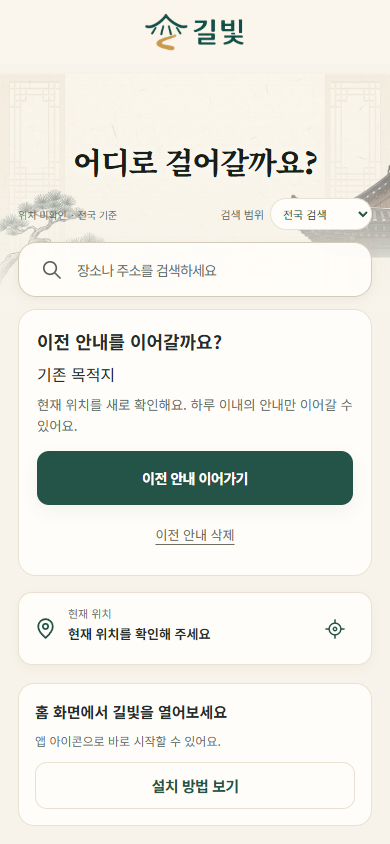 길빛
어디로 걸어갈까요?
위치 미확인 · 전국 기준
검색 범위
전국 검색
장소나 주소를 검색하세요
이전 안내를 이어갈까요?
기존 목적지
현재 위치를 새로 확인해요. 하루 이내의 안내만 이어갈 수
있어요.
이전 안내 이어가기
이전 안내 삭제
현재 위치
현재 위치를 확인해 주세요
홈 화면에서 길빛을 열어보세요
앱 아이콘으로 바로 시작할 수 있어요.
설치 방법 보기